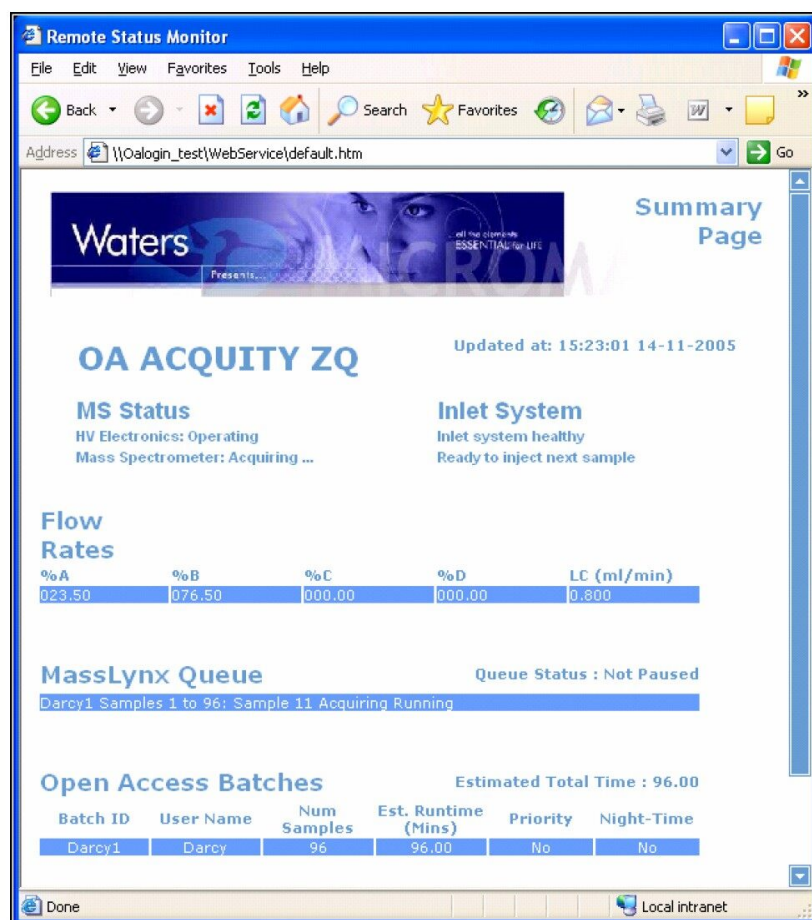 Remote Status Monitor
File Edit View Favorites Tools Help
Back Search Favorites
Address \\Oalogin_test\WebService\default.htm Go
Waters
Presents...
...all the elements
ESSENTIAL for LIFE
Summary
Page
OA ACQUITY ZQ
Updated at: 15:23:01 14-11-2005
MS Status
HV Electronics: Operating
Mass Spectrometer: Acquiring ...
Inlet System
Inlet system healthy
Ready to inject next sample
Flow
Rates
%A %B %C %D LC (ml/min)
023.50 076.50 000.00 000.00 0.800
MassLynx Queue
Queue Status : Not Paused
Darcy1 Samples 1 to 96: Sample 11 Acquiring Running
Open Access Batches
Estimated Total Time : 96.00
Batch ID User Name Num Samples Est. Runtime (Mins) Priority Night-Time
Darcy1 Darcy 96 96.00 No No
Done Local intranet